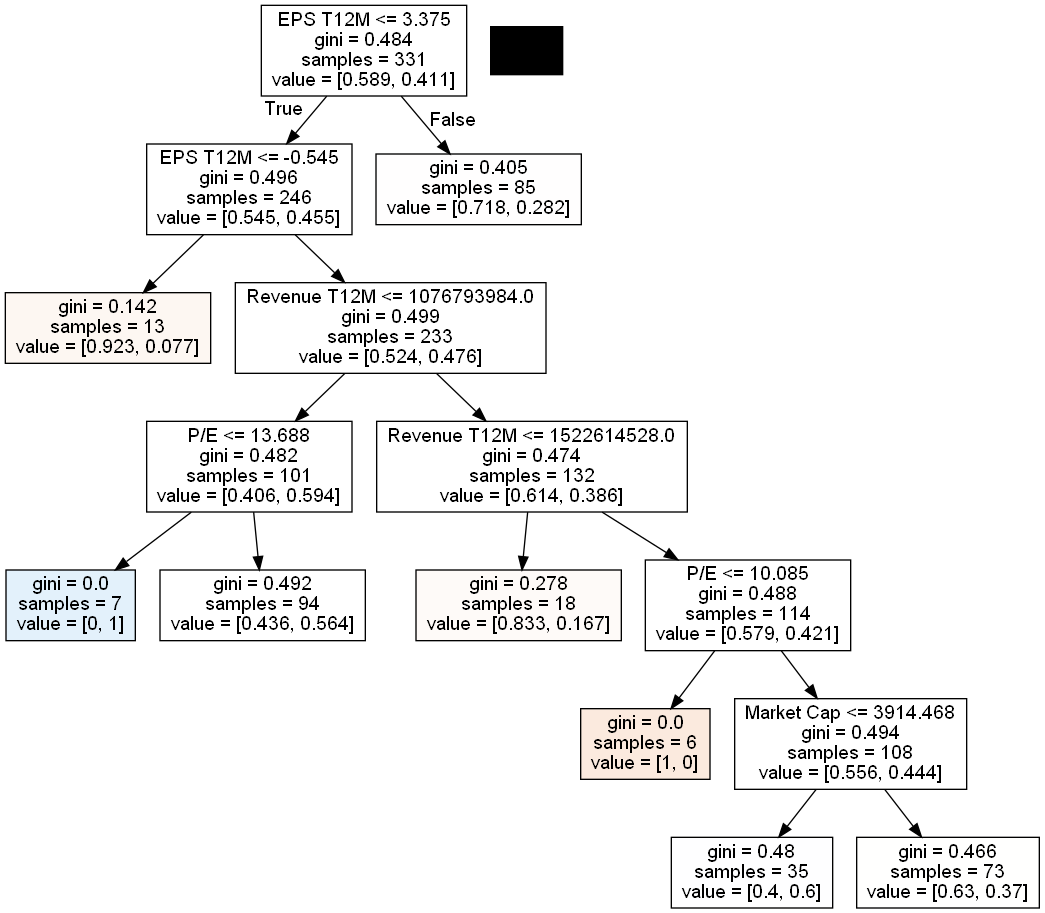 EPS T12M <= 3.375
gini = 0.484
samples = 331
value = [0.589, 0.411]
True
False
EPS T12M <= -0.545
gini = 0.496
samples = 246
value = [0.545, 0.455]
gini = 0.405
samples = 85
value = [0.718, 0.282]
gini = 0.142
samples = 13
value = [0.923, 0.077]
Revenue T12M <= 1076793984.0
gini = 0.499
samples = 233
value = [0.524, 0.476]
P/E <= 13.688
gini = 0.482
samples = 101
value = [0.406, 0.594]
Revenue T12M <= 1522614528.0
gini = 0.474
samples = 132
value = [0.614, 0.386]
gini = 0.0
samples = 7
value = [0, 1]
gini = 0.492
samples = 94
value = [0.436, 0.564]
gini = 0.278
samples = 18
value = [0.833, 0.167]
P/E <= 10.085
gini = 0.488
samples = 114
value = [0.579, 0.421]
gini = 0.0
samples = 6
value = [1, 0]
Market Cap <= 3914.468
gini = 0.494
samples = 108
value = [0.556, 0.444]
gini = 0.48
samples = 35
value = [0.4, 0.6]
gini = 0.466
samples = 73
value = [0.63, 0.37]